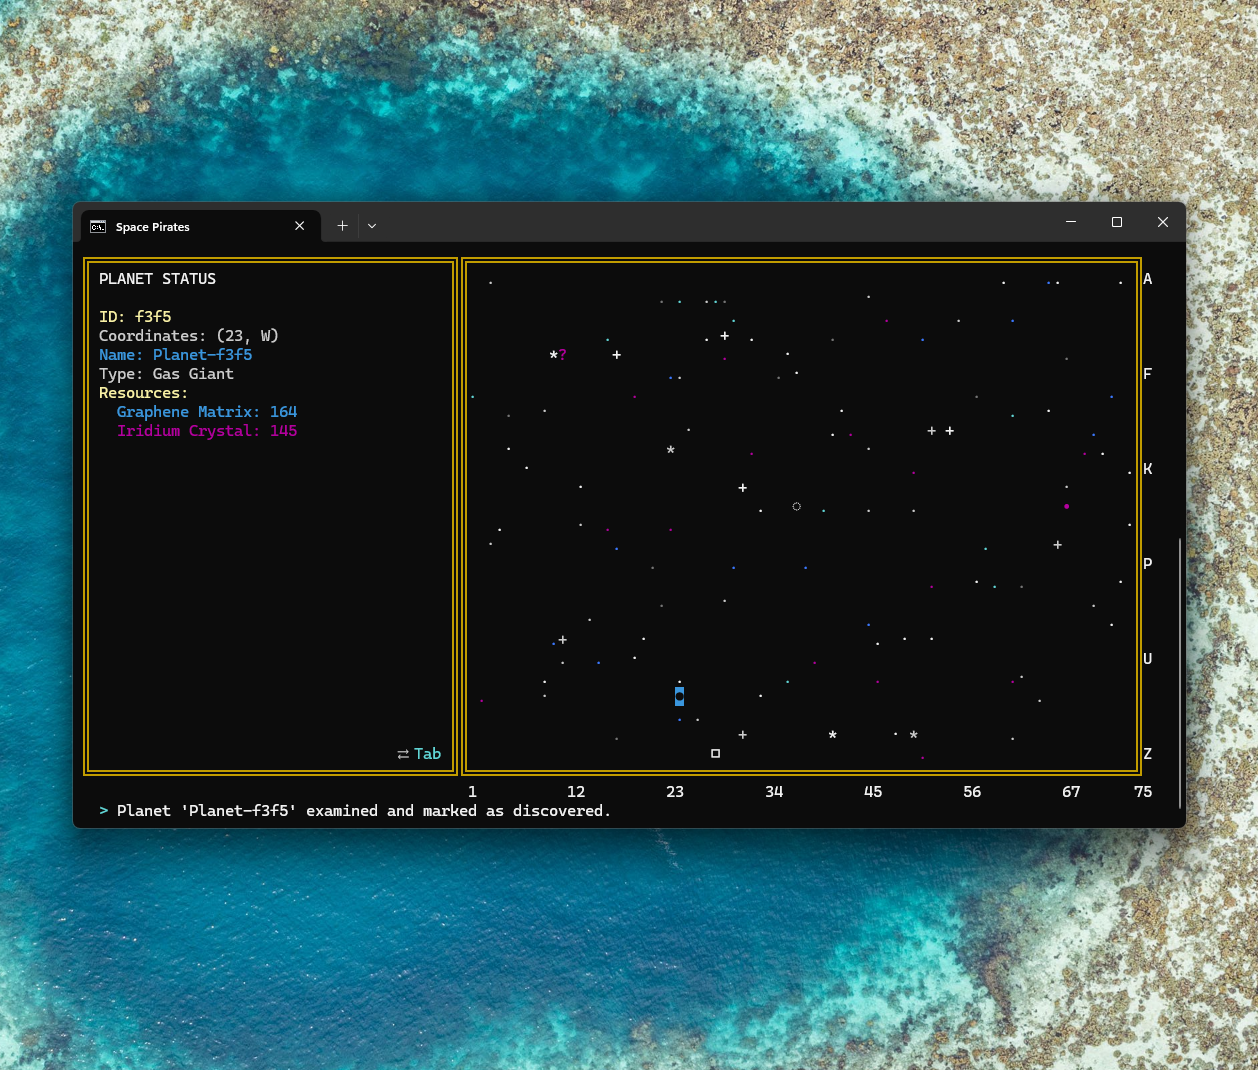 Space Pirates
PLANET STATUS
ID: f3f5
Coordinates: (23, W)
Name: Planet-f3f5
Type: Gas Giant
Resources:
Graphene Matrix: 164
Iridium Crystal: 145
⇄ Tab
*?
A
F
K
P
U
Z
1 12 23 34 45 56 67 75
> Planet 'Planet-f3f5' examined and marked as discovered.